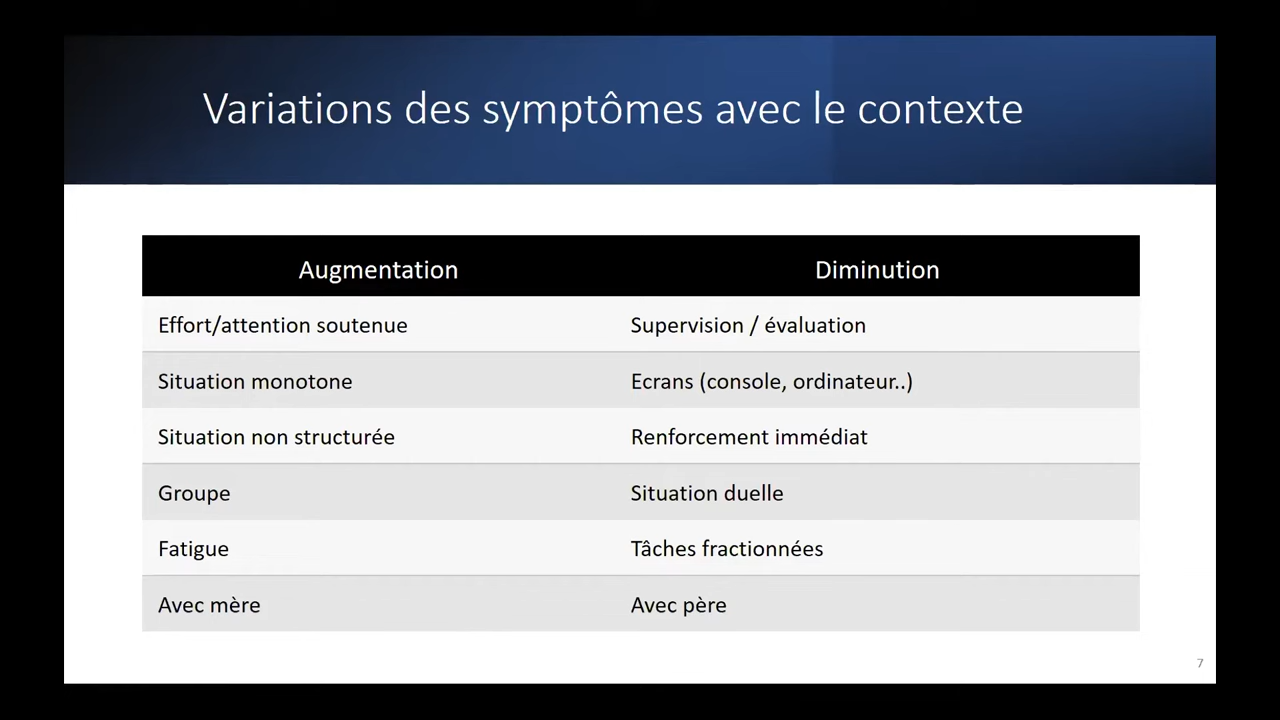 Variations des symptômes avec le contexte
Augmentation Diminution
Effort/attention soutenue Supervision / évaluation
Situation monotone Ecrans (console, ordinateur..)
Situation non structurée Renforcement immédiat
Groupe Situation duelle
Fatigue Tâches fractionnées
Avec mère Avec père
7